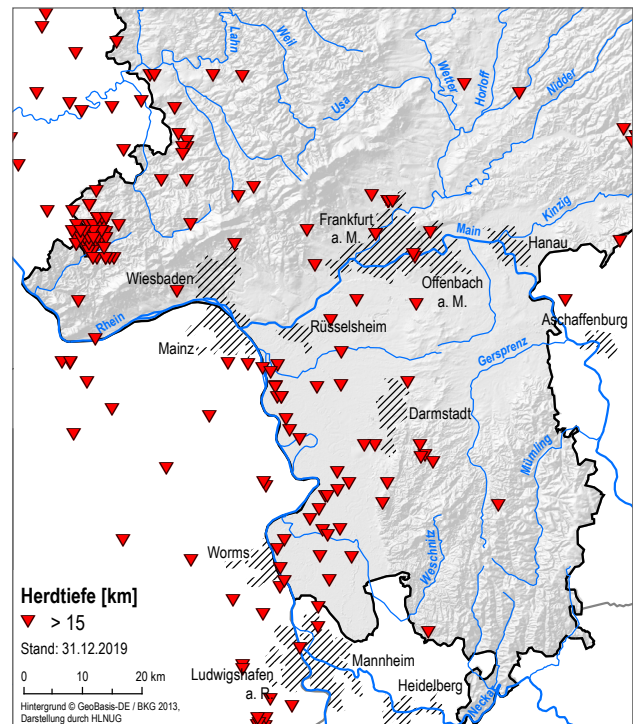 Lahn
Weil
Usa
Wetter
Horloff
Nidder
Kinzig
Main
Frankfurt
a. M.
Hanau
Offenbach
a. M.
Wiesbaden
Rhein
Mainz
Rüsselsheim
Aschaffenburg
Gersprenz
Darmstadt
Mümling
Worms
Weschnitz
Herdtiefe [km]
> 15
Stand: 31.12.2019
0 10 20 km
Ludwigshafen
a. R.
Mannheim
Heidelberg
Neckar
Hintergrund © GeoBasis-DE / BKG 2013,
Darstellung durch HLNUG